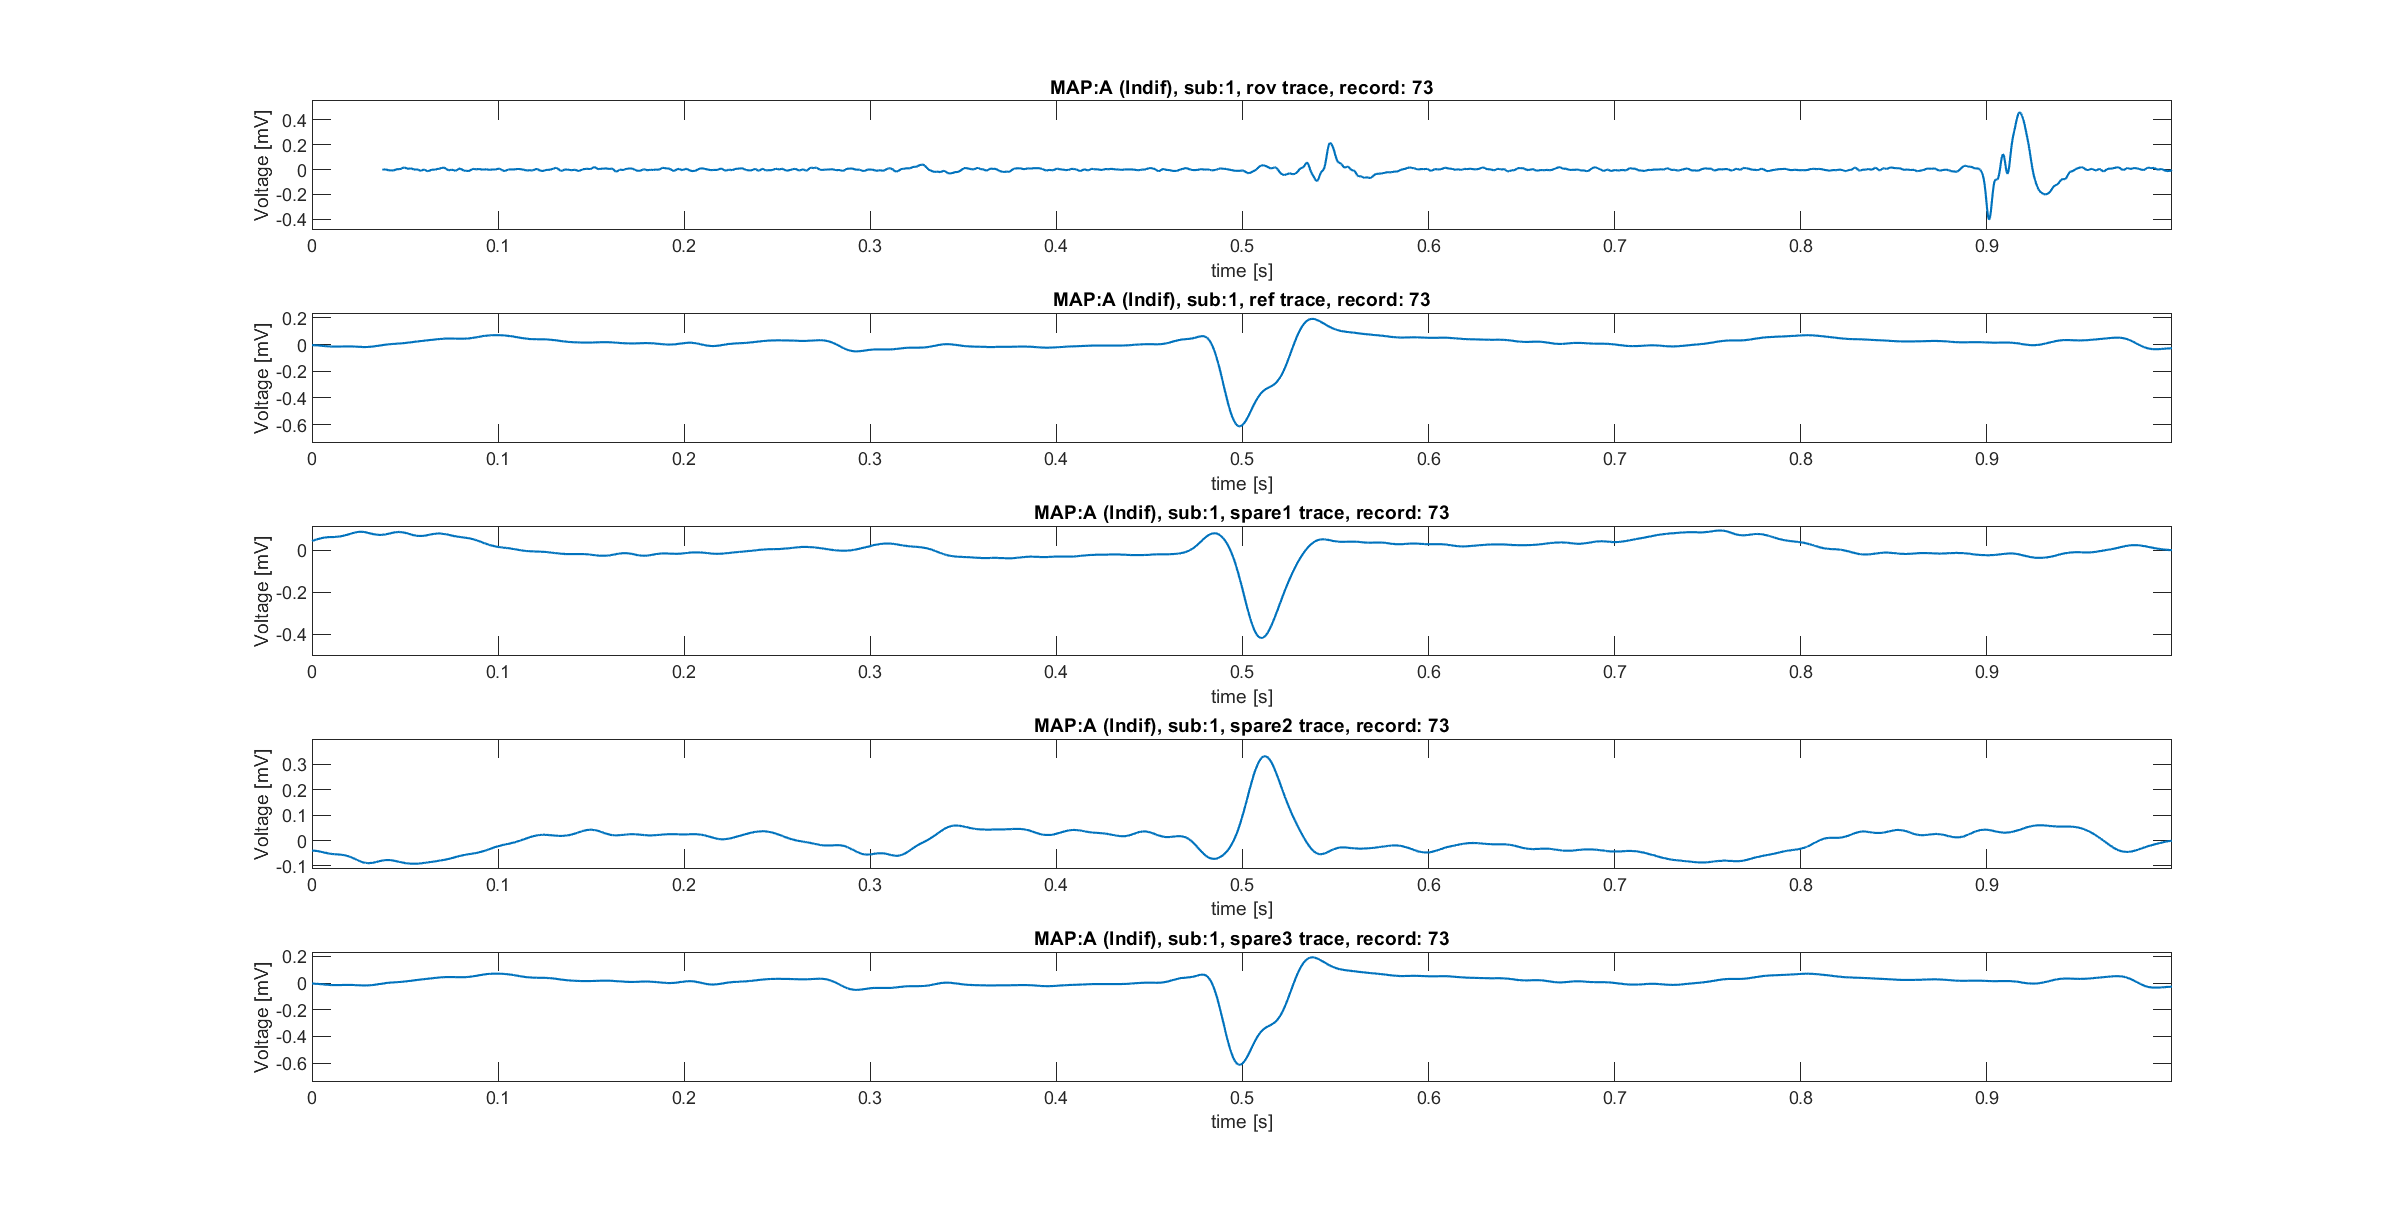 MAP:A (Indif), sub:1, rov trace, record: 73
Voltage [mV]
0.4
0.2
0
-0.2
-0.4
0 0.1 0.2 0.3 0.4 0.5 0.6 0.7 0.8 0.9
time [s]
MAP:A (Indif), sub:1, ref trace, record: 73
Voltage [mV]
0.2
0
-0.2
-0.4
-0.6
0 0.1 0.2 0.3 0.4 0.5 0.6 0.7 0.8 0.9
time [s]
MAP:A (Indif), sub:1, spare1 trace, record: 73
Voltage [mV]
0
-0.2
-0.4
0 0.1 0.2 0.3 0.4 0.5 0.6 0.7 0.8 0.9
time [s]
MAP:A (Indif), sub:1, spare2 trace, record: 73
Voltage [mV]
0.3
0.2
0.1
0
-0.1
0 0.1 0.2 0.3 0.4 0.5 0.6 0.7 0.8 0.9
time [s]
MAP:A (Indif), sub:1, spare3 trace, record: 73
Voltage [mV]
0.2
0
-0.2
-0.4
-0.6
0 0.1 0.2 0.3 0.4 0.5 0.6 0.7 0.8 0.9
time [s]